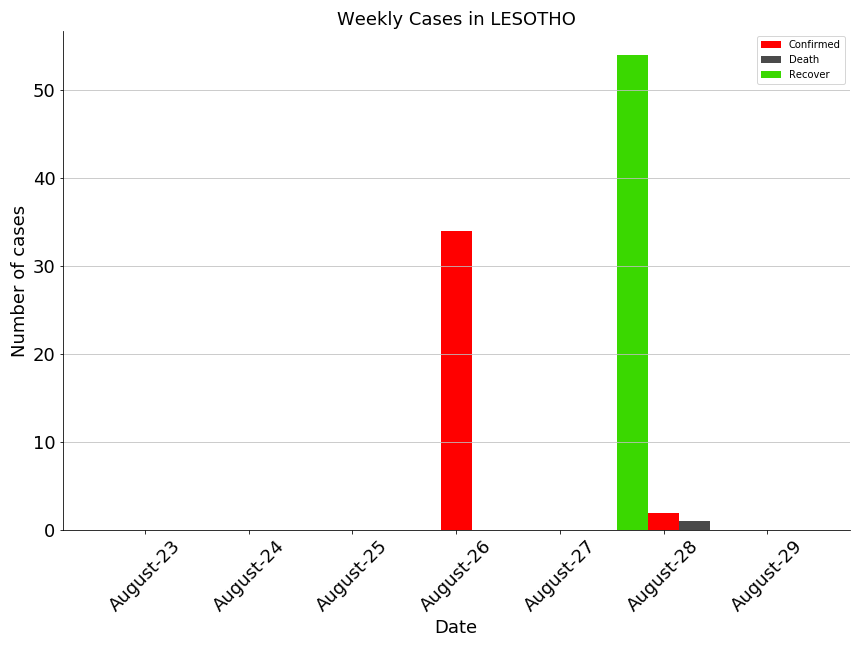 Weekly Cases in LESOTHO
Confirmed
Death
Recover
Number of cases
50
40
30
20
10
0
August-23
August-24
August-25
August-26
August-27
August-28
August-29
Date